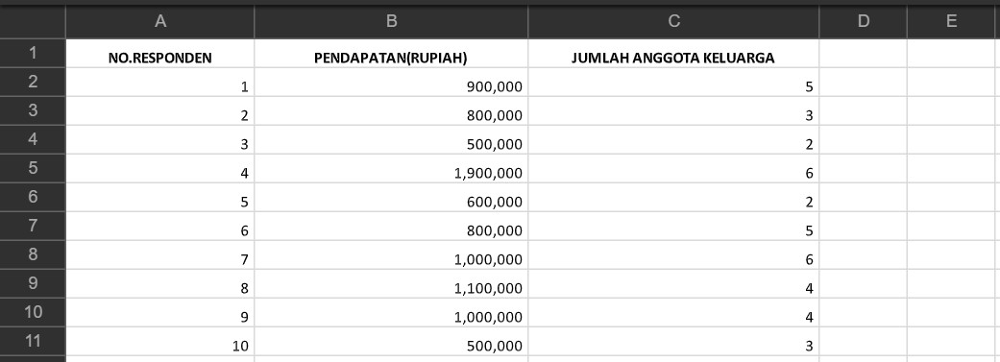 A B C D E
1 NO.RESPONDEN PENDAPATAN(RUPIAH) JUMLAH ANGGOTA KELUARGA
2 1 900,000 5
3 2 800,000 3
4 3 500,000 2
5 4 1,900,000 6
6 5 600,000 2
7 6 800,000 5
8 7 1,000,000 6
9 8 1,100,000 4
10 9 1,000,000 4
11 10 500,000 3